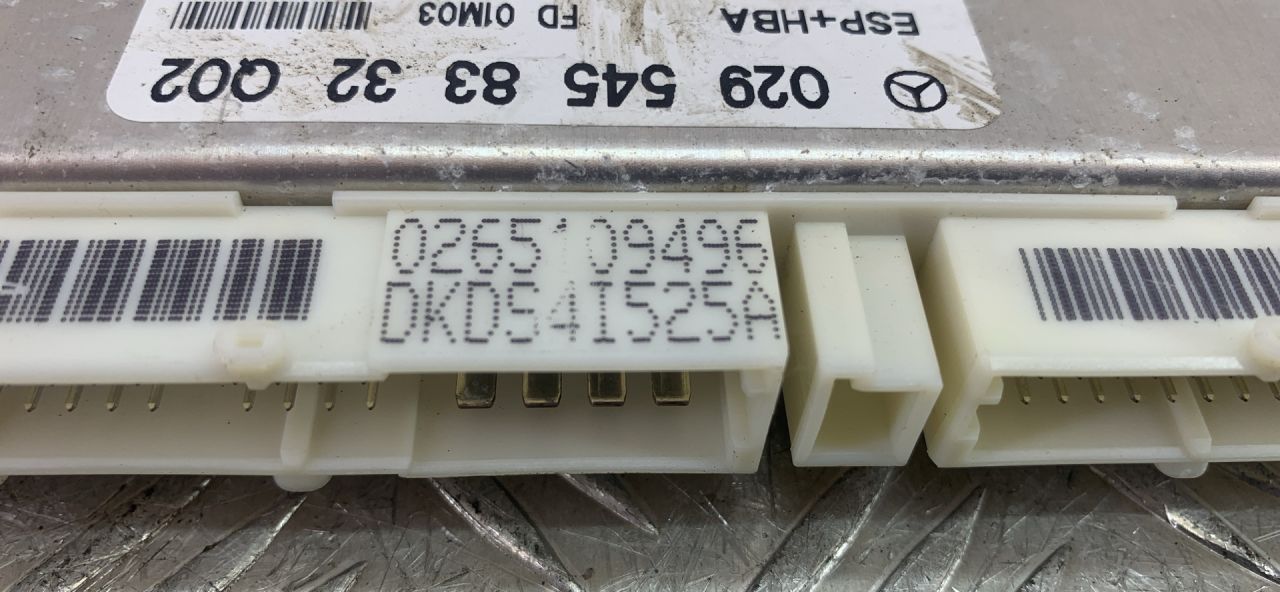 ESP+HBA FD 01M03
029 545 83 32 Q02
0265109496
DKD54I525A